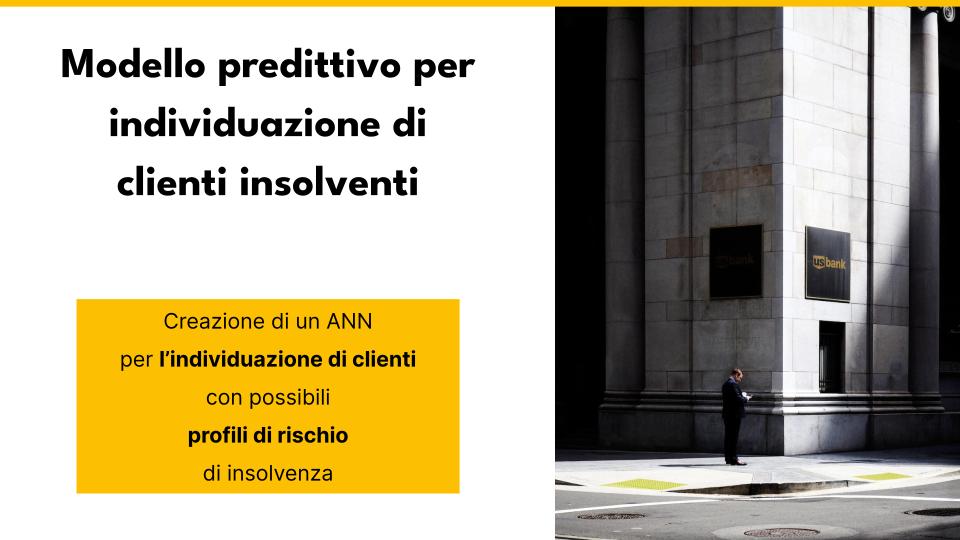 Modello predittivo per
individuazione di
clienti insolventi
Creazione di un ANN
per l'individuazione di clienti
con possibili
profili di rischio
di insolvenza
usbank
usbank